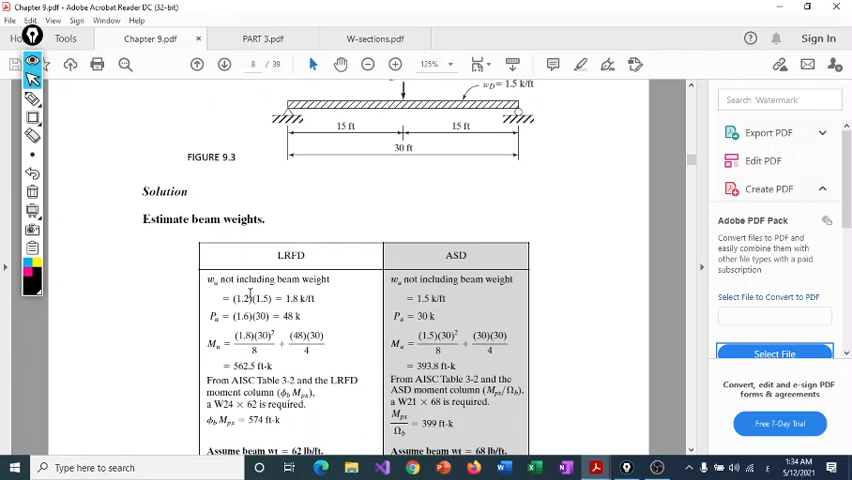 Chapter 9.pdf - Adobe Acrobat Reader DC (32-bit)
File Edit View Sign Window Help
Tools
Chapter 9.pdf
PART 3.pdf
W-sections.pdf
Sign In
8 / 39
125%
w_D = 1.5 k/ft
15 ft
15 ft
30 ft
FIGURE 9.3
Solution
Estimate beam weights.
LRFD
w_u not including beam weight
= (1.2)(1.5) = 1.8 k/ft
P_u = (1.6)(30) = 48 k
M_u = (1.8)(30)²/8 + (48)(30)/4
= 562.5 ft-k
From AISC Table 3-2 and the LRFD
moment column (ϕ_b M_px),
a W24 × 62 is required.
ϕ_b M_px = 574 ft-k
Assume beam wt = 62 lb/ft.
ASD
w_a not including beam weight
= 1.5 k/ft
P_a = 30 k
M_a = (1.5)(30)²/8 + (30)(30)/4
= 393.8 ft-k
From AISC Table 3-2 and the
ASD moment column (M_px/Ω_b),
a W21 × 68 is required.
M_px/Ω_b = 399 ft-k
Assume beam wt = 68 lb/ft.
Search 'Watermark'
Export PDF
Edit PDF
Create PDF
Adobe PDF Pack
Convert files to PDF and
easily combine them with
other file types with a paid
subscription
Select File to Convert to PDF
Select File
Convert, edit and e-sign PDF
forms & agreements
Free 7-Day Trial
Type here to search
1:34 AM
5/12/2021